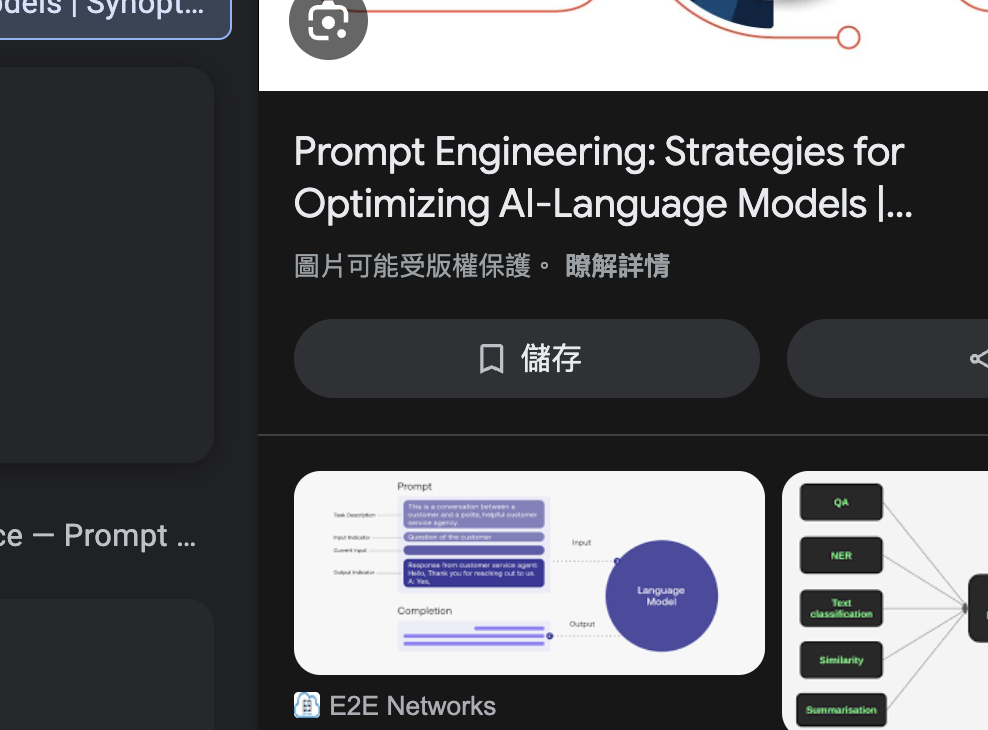 odels | Synopt...
Prompt Engineering: Strategies for
Optimizing AI-Language Models |...
圖片可能受版權保護。 瞭解詳情
儲存
ce — Prompt ...
Prompt
Task Description
This is a conversation between a
customer and a polite, helpful customer
service agency.
Input Indicator
Question of the customer
Current Input
Output Indicator
Response from customer service agent:
Hello, Thank you for reaching out to us.
A: Yes,
Input
Language
Model
Completion
Output
QA
NER
Text
classification
Similarity
Summarisation
E2E Networks